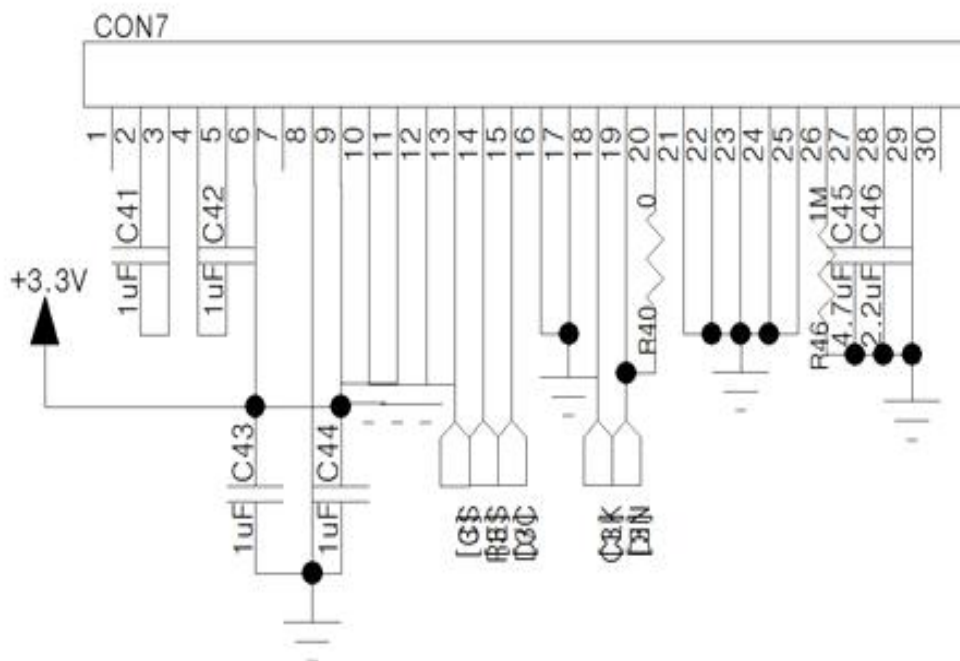 CON7
1 2 3 4 5 6 7 8 9 10 11 12 13 14 15 16 17 18 19 20 21 22 23 24 25 26 27 28 29 30
1uF C41
1uF C42
R40 0
R46 1M
4.7uF C45
2.2uF C46
+3.3V
1uF C43
1uF C44